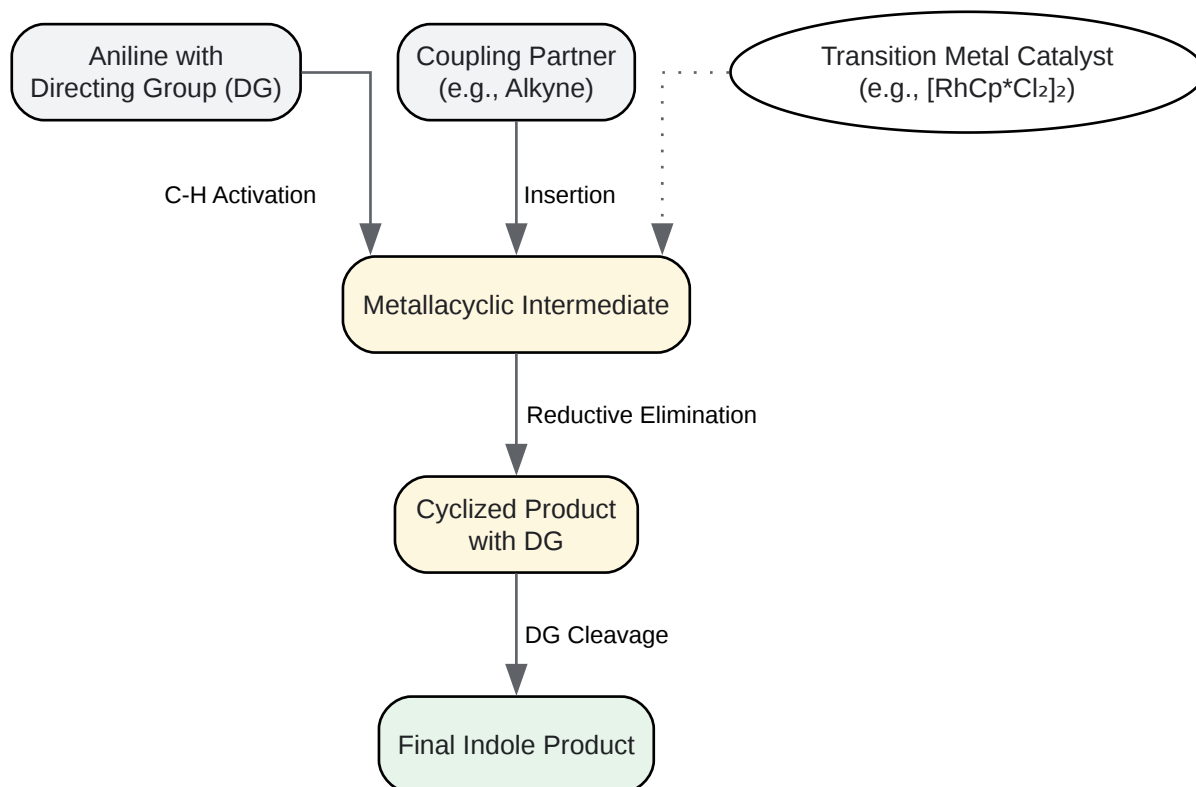 Aniline with
Directing Group (DG)
Coupling Partner
(e.g., Alkyne)
Transition Metal Catalyst
(e.g., [RhCp*Cl₂]₂)
C-H Activation
Insertion
Metallacyclic Intermediate
Reductive Elimination
Cyclized Product
with DG
DG Cleavage
Final Indole Product